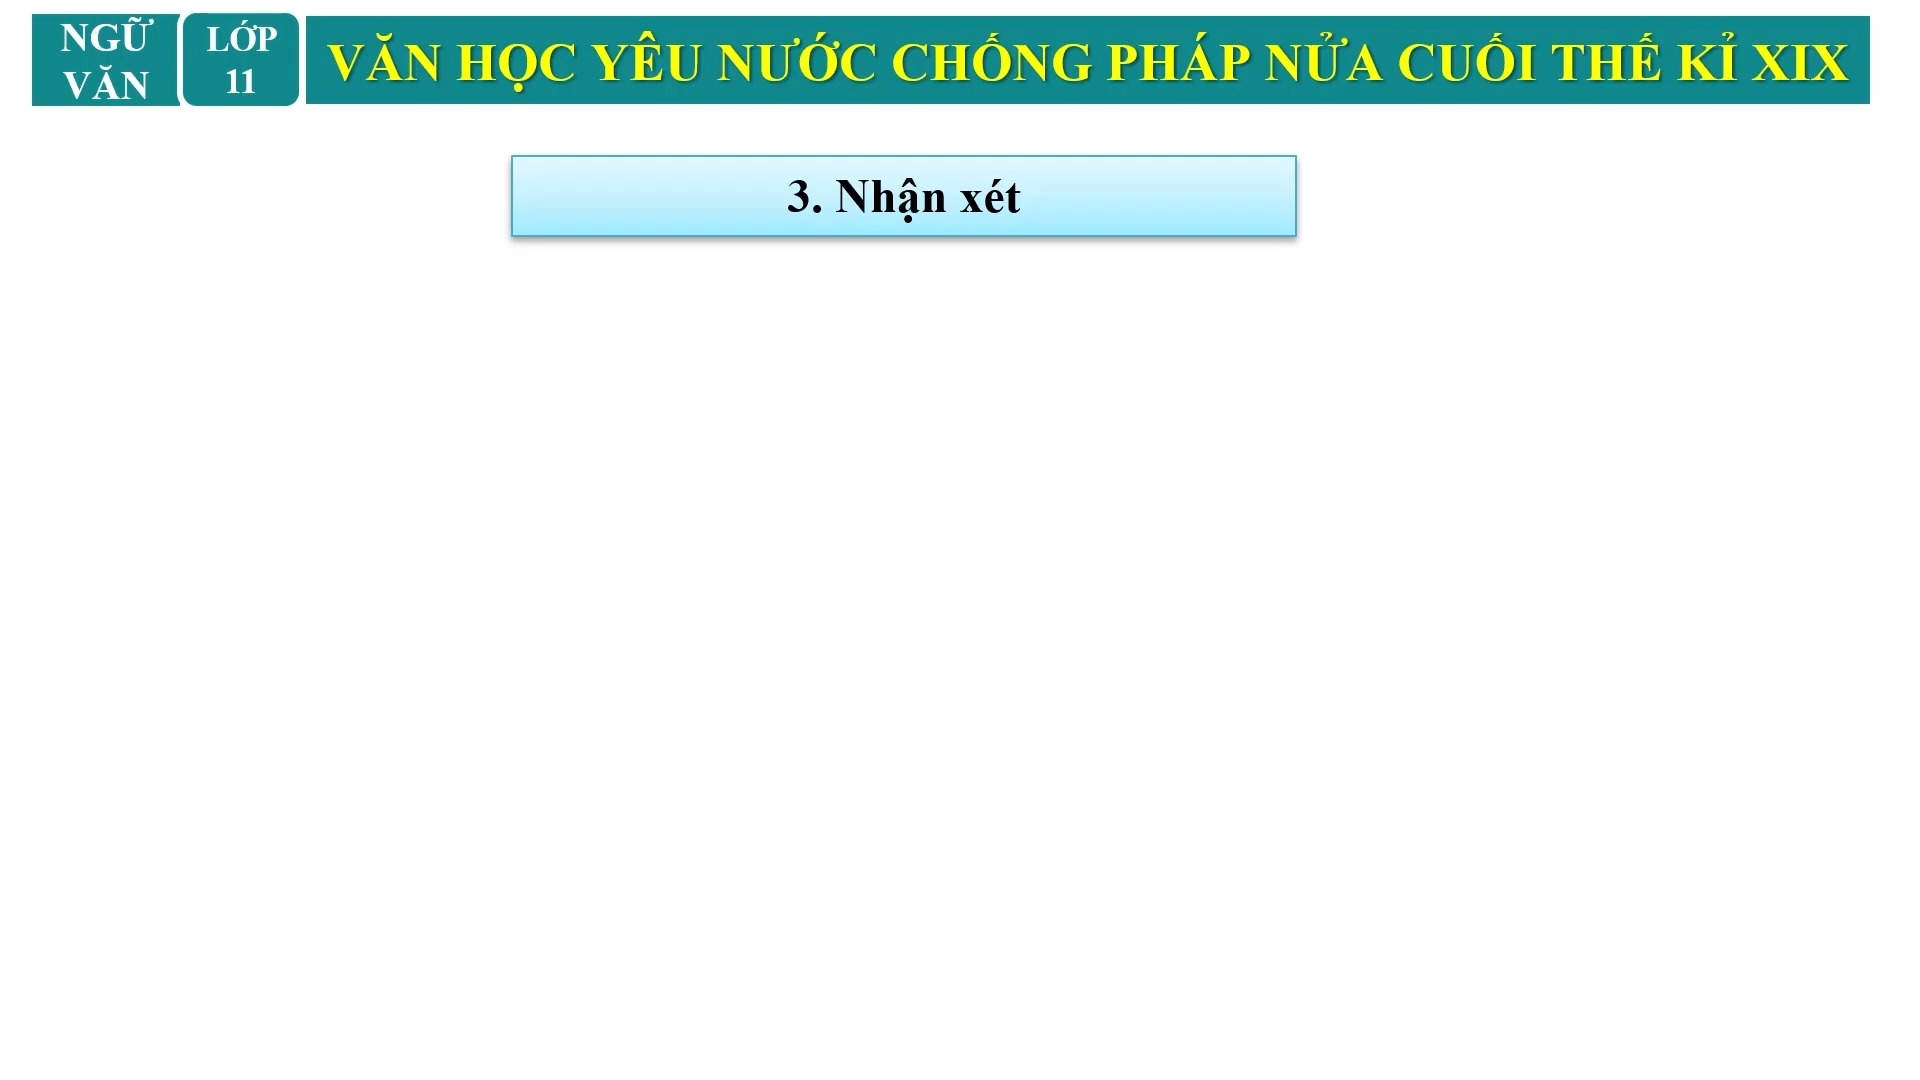 NGỮ
VĂN
LỚP
11
VĂN HỌC YÊU NƯỚC CHỐNG PHÁP NỬA CUỐI THẾ KỈ XIX
3. Nhận xét